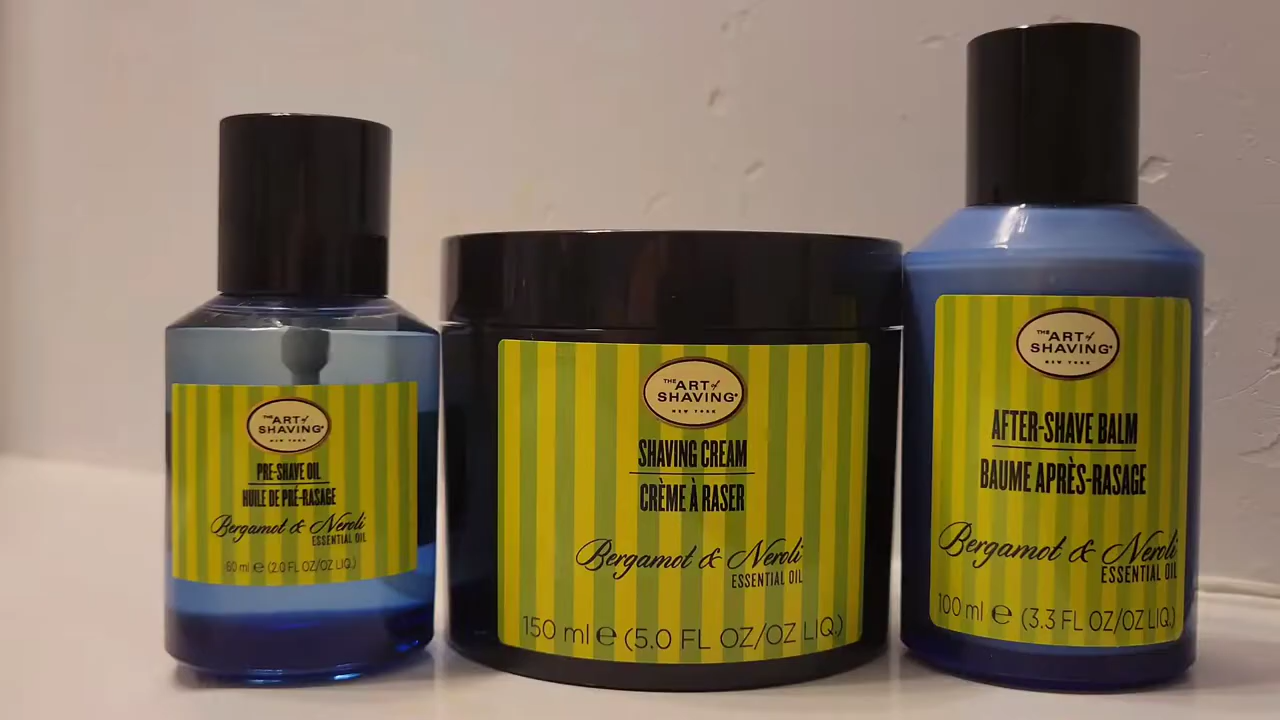 THE ART of
SHAVING
NEW YORK
PRE-SHAVE OIL
HUILE DE PRÉ-RASAGE
Bergamot & Neroli
ESSENTIAL OIL
60 ml e (2.0 FL OZ/OZ LIQ.)
THE ART of
SHAVING
NEW YORK
SHAVING CREAM
CRÈME À RASER
Bergamot & Neroli
ESSENTIAL OIL
150 ml e (5.0 FL OZ/OZ LIQ.)
THE ART of
SHAVING
NEW YORK
AFTER-SHAVE BALM
BAUME APRÈS-RASAGE
Bergamot & Neroli
ESSENTIAL OIL
100 ml e (3.3 FL OZ/OZ LIQ.)